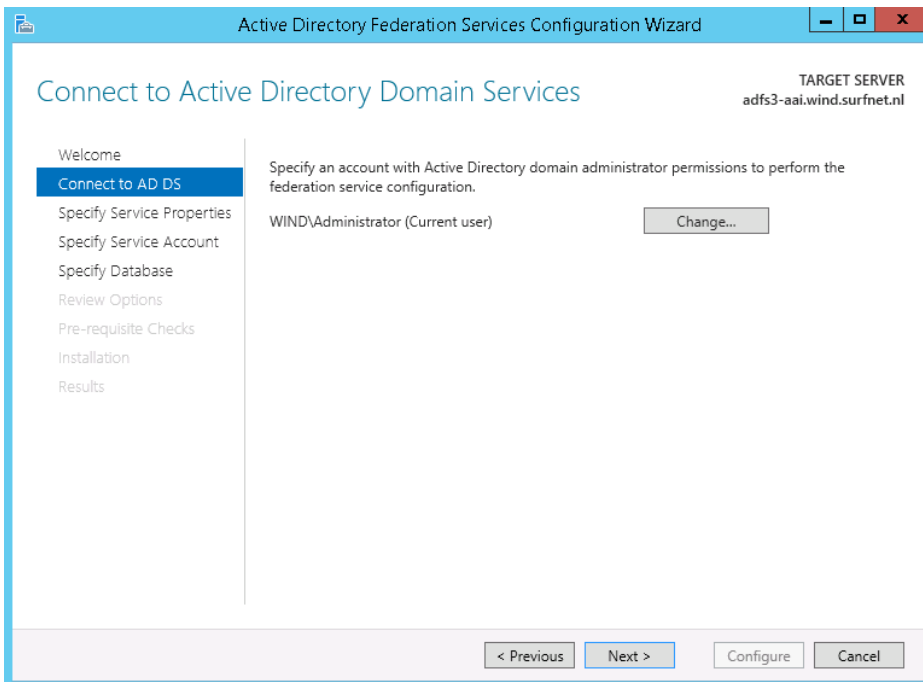 Active Directory Federation Services Configuration Wizard
Connect to Active Directory Domain Services
TARGET SERVER
adfs3-aai.wind.surfnet.nl
Welcome
Connect to AD DS
Specify Service Properties
Specify Service Account
Specify Database
Review Options
Pre-requisite Checks
Installation
Results
Specify an account with Active Directory domain administrator permissions to perform the
federation service configuration.
WIND\Administrator (Current user)
Change...
< Previous
Next >
Configure
Cancel